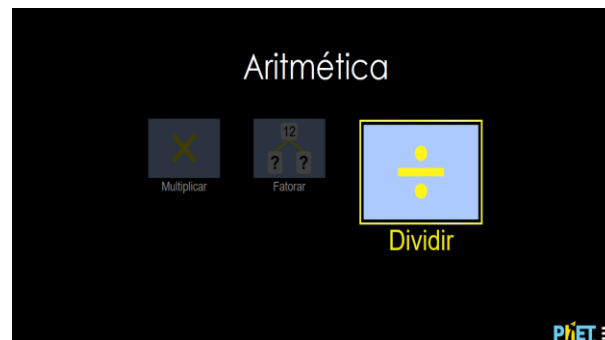 Aritmética
×
12
? ?
÷
Multiplicar
Fatorar
Dividir
PhET